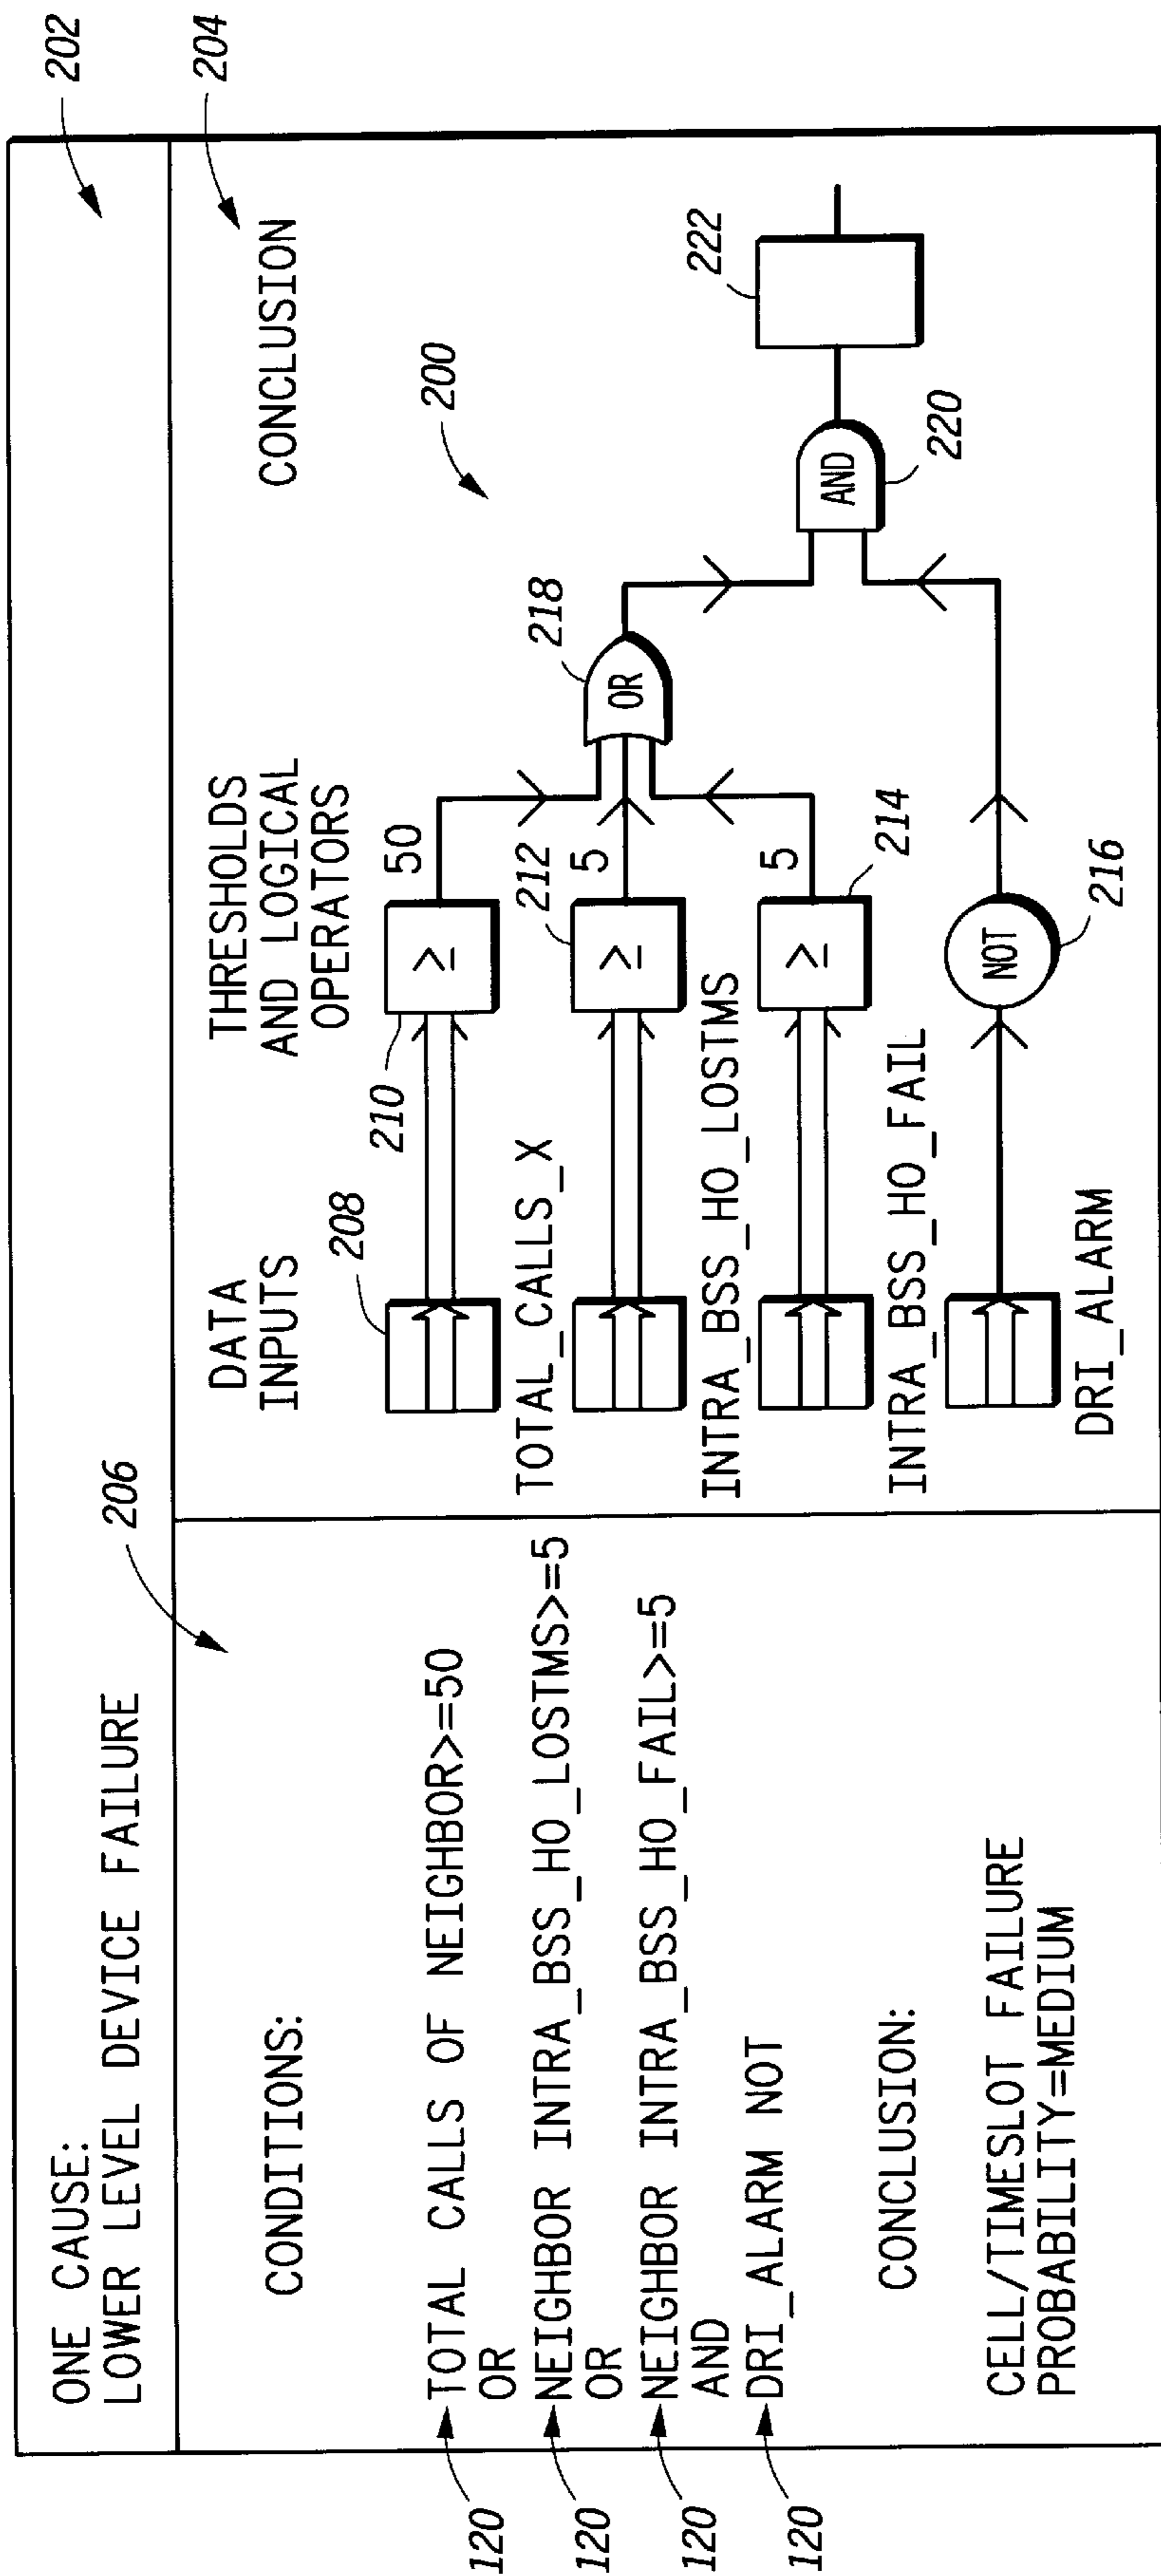 202
ONE CAUSE:
LOWER LEVEL DEVICE FAILURE
206
204
CONDITIONS:
TOTAL CALLS OF NEIGHBOR>=50
OR
NEIGHBOR INTRA_BSS_HO_LOSTMS>=5
OR
NEIGHBOR INTRA_BSS_HO_FAIL>=5
AND
DRI_ALARM NOT
120
120
120
120
CONCLUSION:
CELL/TIMESLOT FAILURE
PROBABILITY=MEDIUM
DATA
INPUTS
THRESHOLDS
AND LOGICAL
OPERATORS
CONCLUSION
200
208
210
≥
50
TOTAL_CALLS_X
212
≥
5
218
OR
INTRA_BSS_HO_LOSTMS
≥
5
214
INTRA_BSS_HO_FAIL
222
AND
220
NOT
216
DRI_ALARM